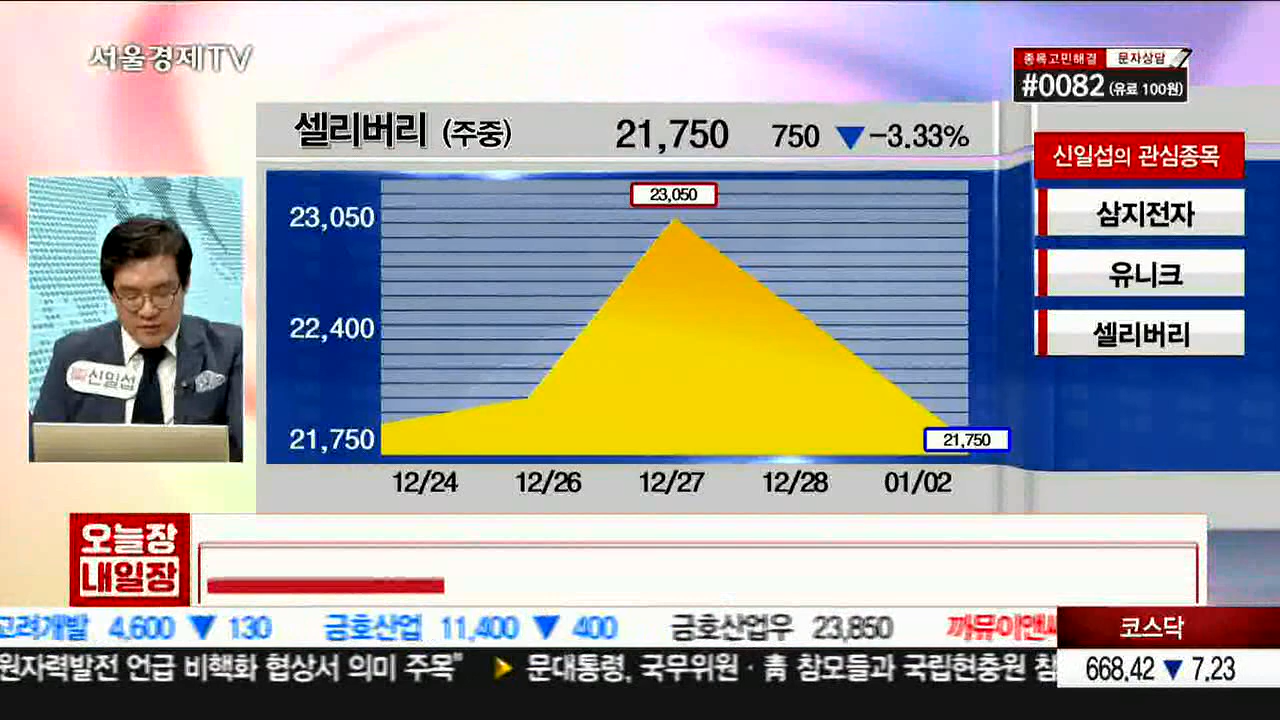 서울경제TV
종목고민해결 문자상담
#0082 (유료 100원)
셀리버리 (주중) 21,750 750 ▼-3.33%
신일섭의 관심종목
삼지전자
유니크
셀리버리
23,050
23,050
22,400
21,750
21,750
12/24 12/26 12/27 12/28 01/02
신일섭
오늘장
내일장
고려개발 4,600 ▼ 130 금호산업 11,400 ▼ 400 금호산업우 23,850 까뮤이앤씨
코스닥
원자력발전 언급 비핵화 협상서 의미 주목" ▶ 문대통령, 국무위원·靑 참모들과 국립현충원 참
668.42 ▼ 7.23